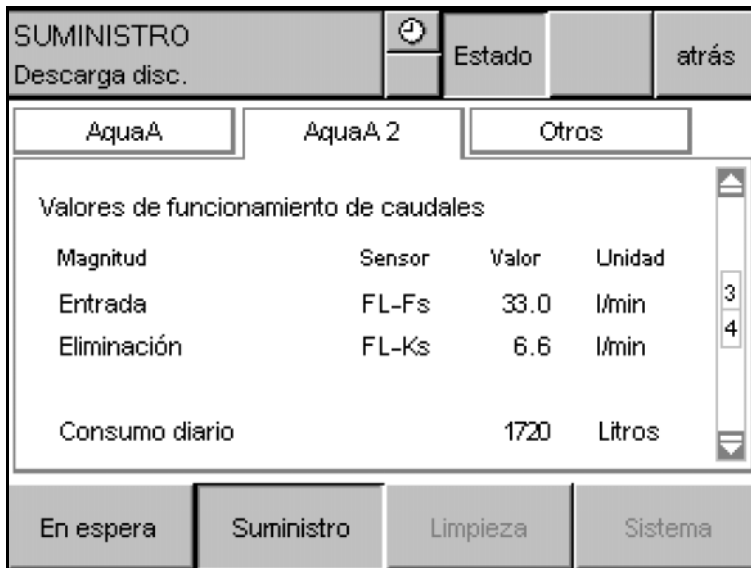 SUMINISTRO
Descarga disc.
Estado
atrás
AquaA
AquaA 2
Otros
Valores de funcionamiento de caudales
Magnitud Sensor Valor Unidad
Entrada FL-Fs 33.0 l/min
Eliminación FL-Ks 6.6 l/min
Consumo diario 1720 Litros
3
4
En espera
Suministro
Limpieza
Sistema